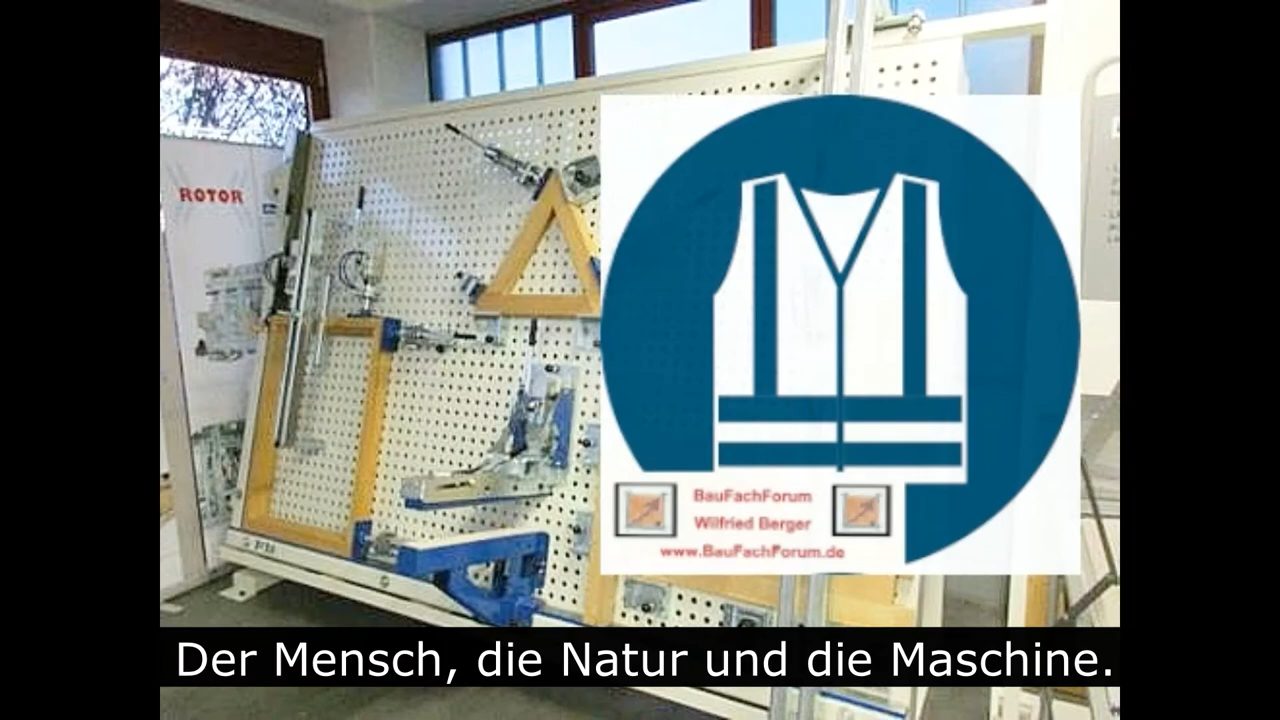 ROTOR
BauFachForum
Wilfried Berger
www.BauFachForum.de
Der Mensch, die Natur und die Maschine.